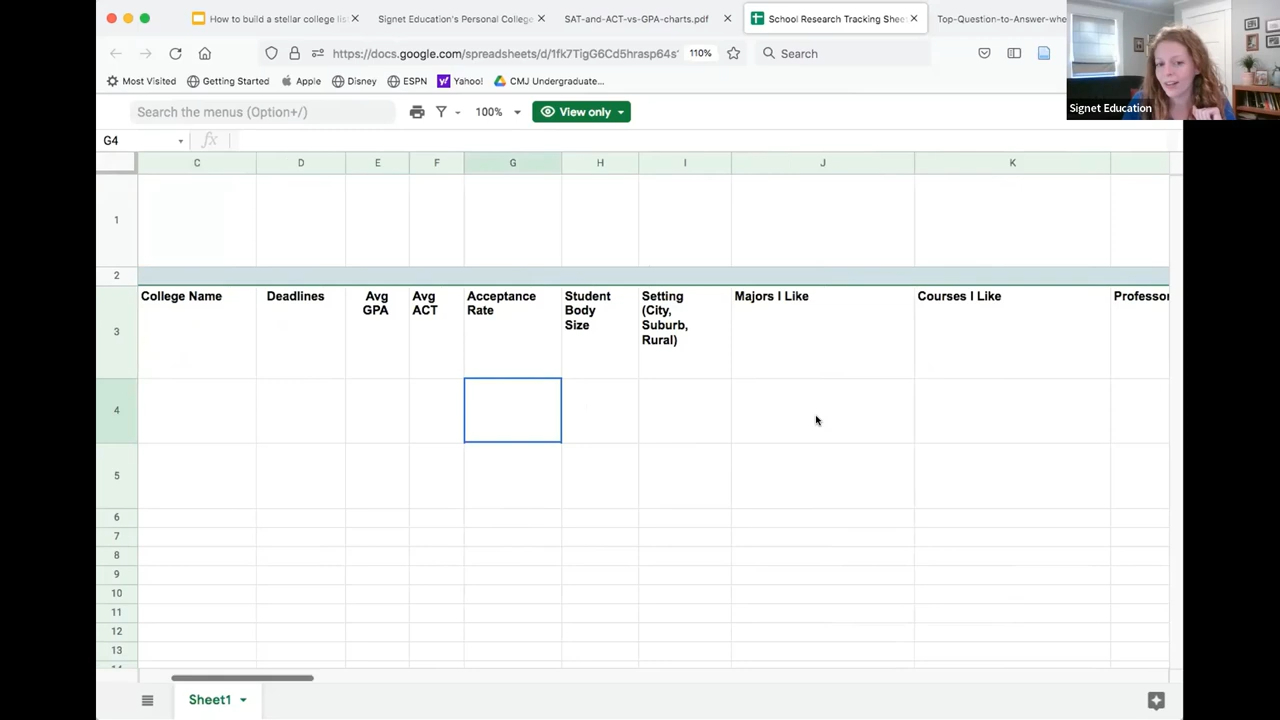 How to build a stellar college lis
Signet Education's Personal College
SAT-and-ACT-vs-GPA-charts.pdf
School Research Tracking Shee
Top-Question-to-Answer-whe
https://docs.google.com/spreadsheets/d/1fk7TigG6Cd5hrasp64s
110%
Search
Most Visited
Getting Started
Apple
Disney
ESPN
Yahoo!
CMJ Undergraduate...
Signet Education
Search the menus (Option+/)
100%
View only
G4
fx
C D E F G H I J K
1
2
3
College Name
Deadlines
Avg
GPA
Avg
ACT
Acceptance
Rate
Student
Body
Size
Setting
(City,
Suburb,
Rural)
Majors I Like
Courses I Like
Professor
4
5
6
7
8
9
10
11
12
13
Sheet1